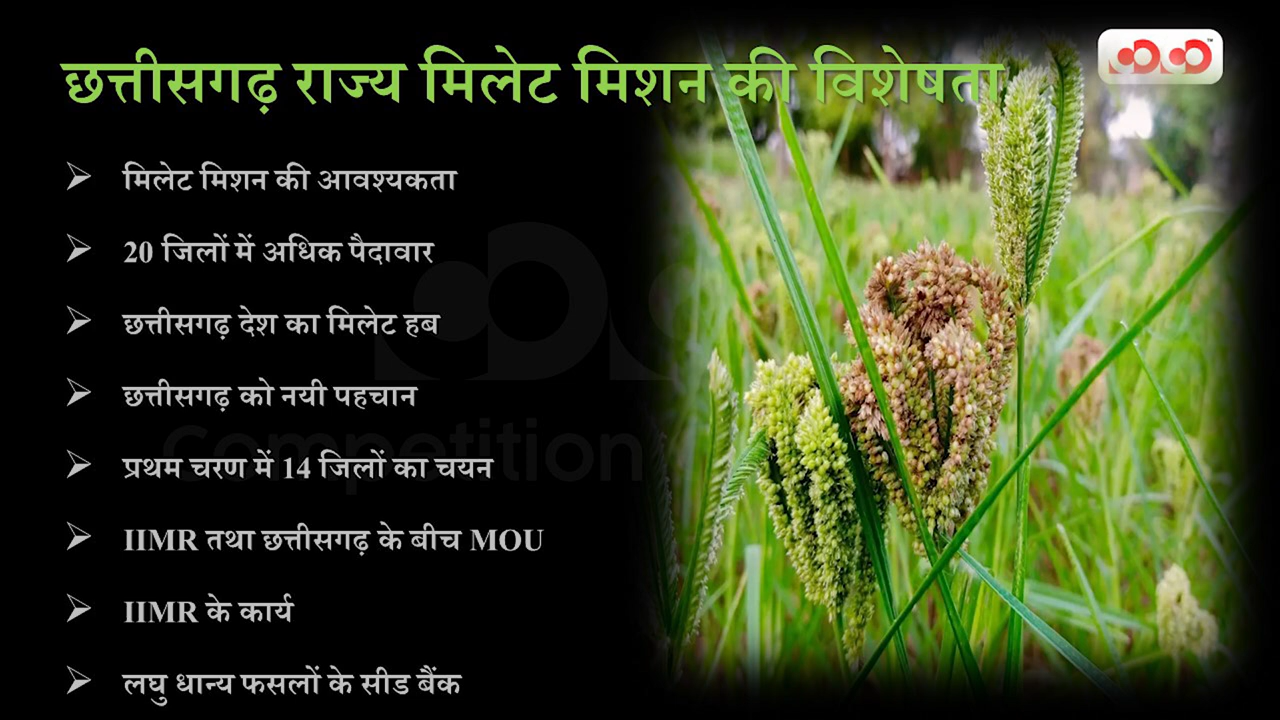 छत्तीसगढ़ राज्य मिलेट मिशन की विशेषता
मिलेट मिशन की आवश्यकता
20 जिलों में अधिक पैदावार
छत्तीसगढ़ देश का मिलेट हब
छत्तीसगढ़ को नयी पहचान
प्रथम चरण में 14 जिलों का चयन
IIMR तथा छत्तीसगढ़ के बीच MOU
IIMR के कार्य
लघु धान्य फसलों के सीड बैंक
Competition